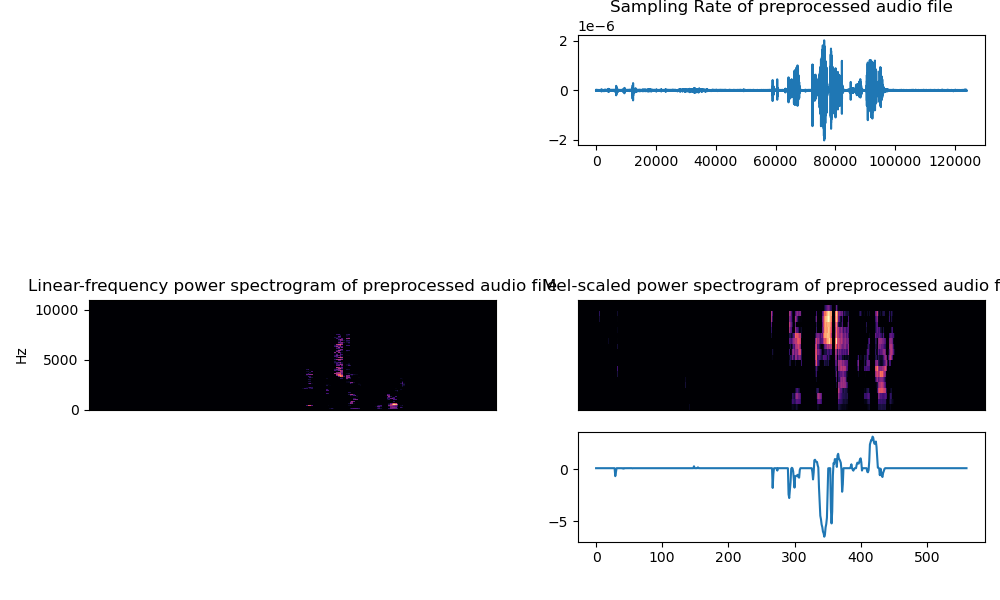 Sampling Rate of preprocessed audio file
1e−6
2
0
−2
0 20000 40000 60000 80000 100000 120000
Linear-frequency power spectrogram of preprocessed audio file
Mel-scaled power spectrogram of preprocessed audio f
10000
5000
0
Hz
0
−5
0 100 200 300 400 500